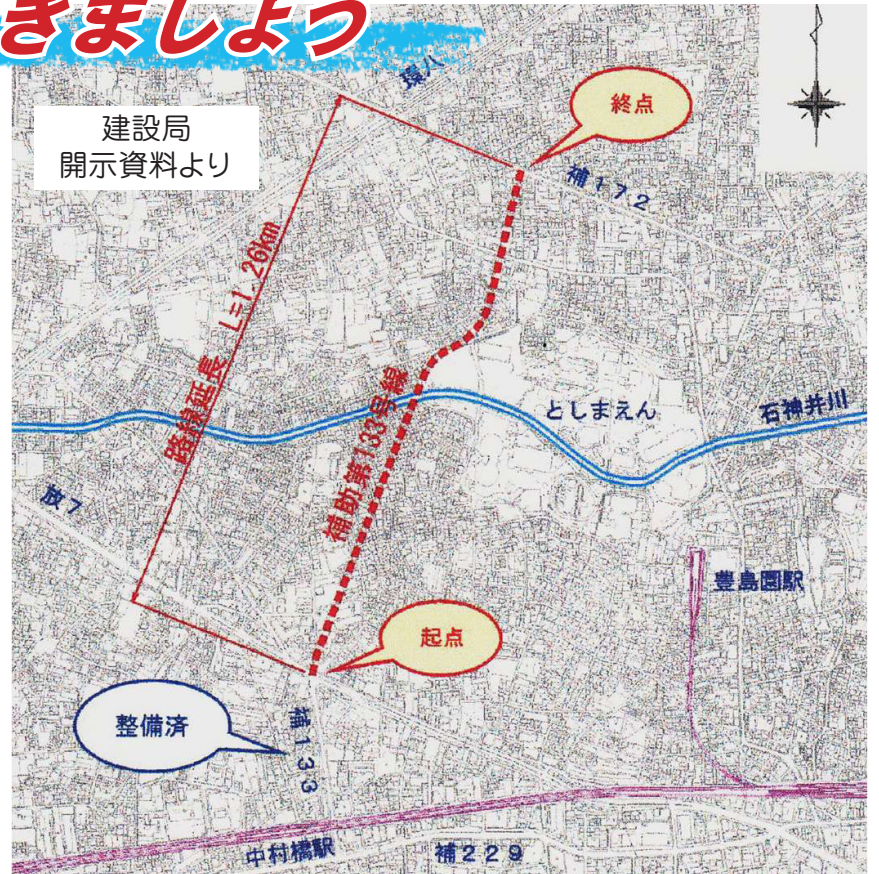 きましょう
建設局
開示資料より
環八
終点
補172
路線延長 L=1.26km
補助第133号線
としまえん
石神井川
放7
豊島園駅
起点
整備済
補133
中村橋駅
補229